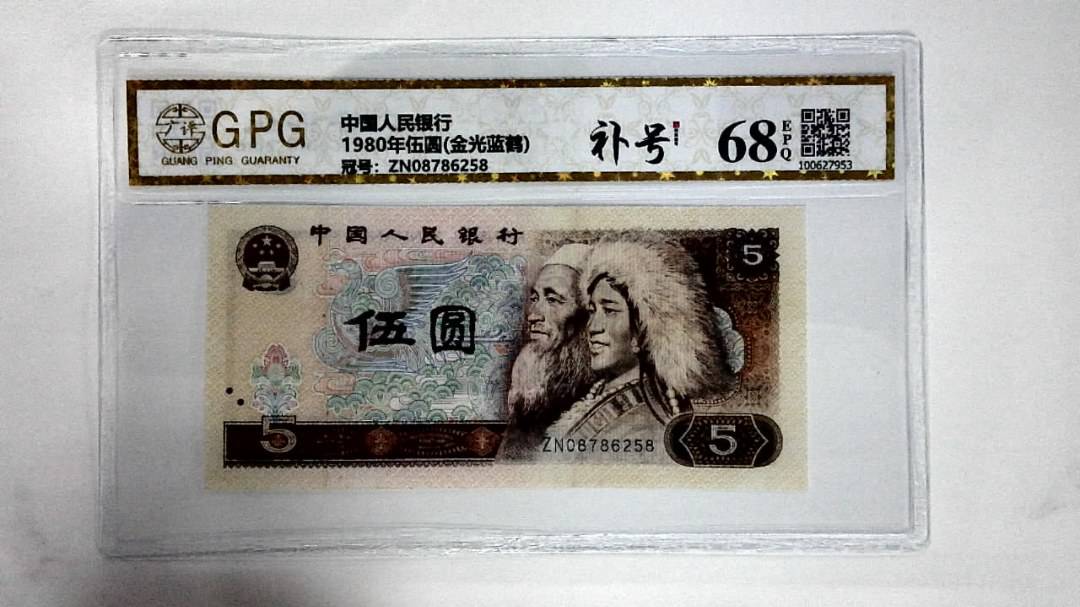 广评
GPG
GUANG PING GUARANTY
中国人民银行
1980年伍圆(金光蓝鹤)
冠号: ZN08786258
补号
68
EPQ
100627953
中国人民银行
5
伍圆
5
ZN08786258
5